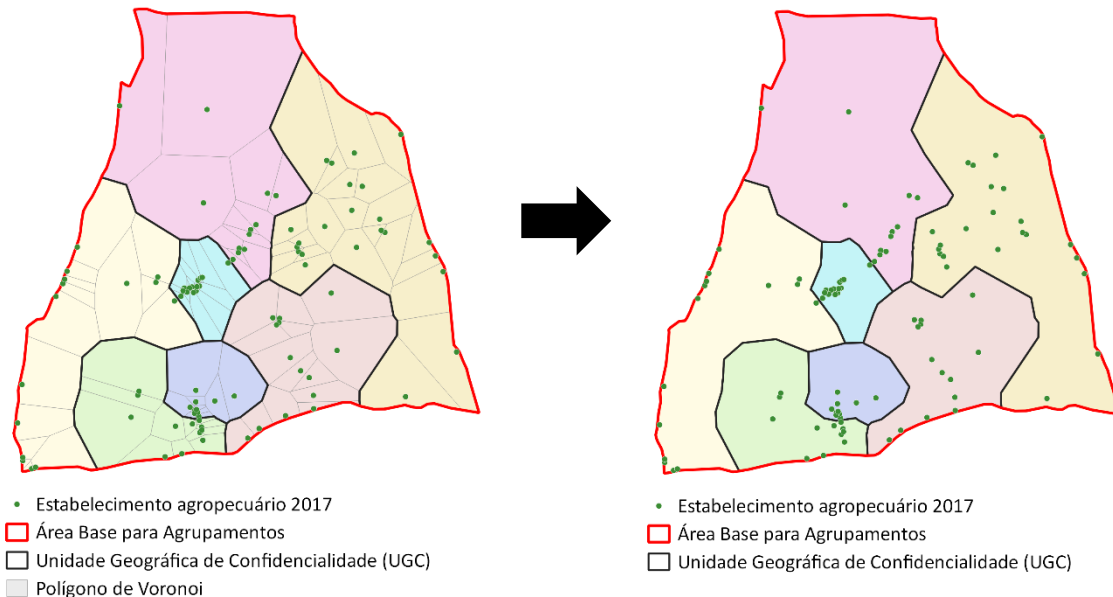 Estabelecimento agropecuário 2017
Área Base para Agrupamentos
Unidade Geográfica de Confidencialidade (UGC)
Polígono de Voronoi
Estabelecimento agropecuário 2017
Área Base para Agrupamentos
Unidade Geográfica de Confidencialidade (UGC)